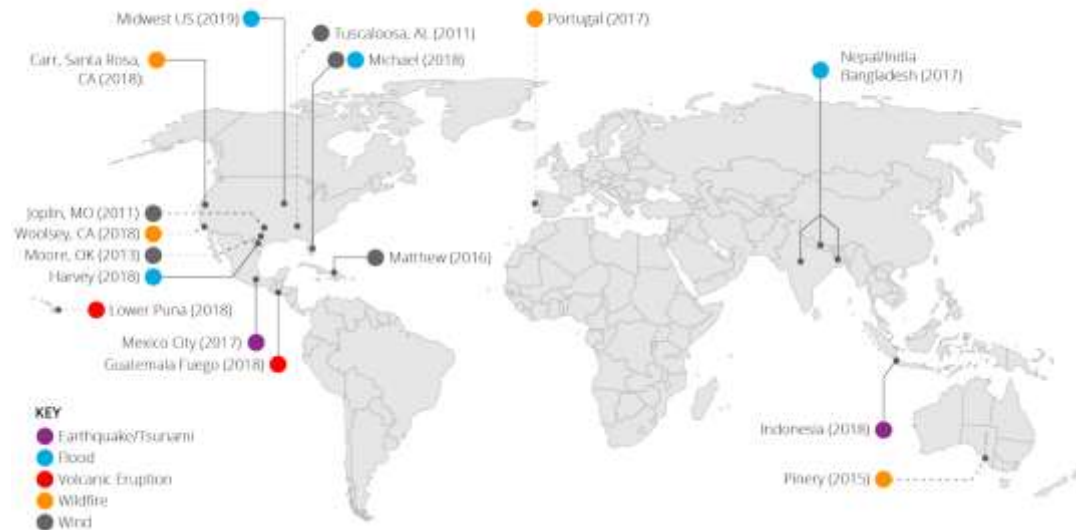 Midwest US (2019)
Portugal (2017)
Tuscaloosa, AL (2011)
Carr, Santa Rosa,
CA (2018)
Michael (2018)
Nepal/India
Bangladesh (2017)
Joplin, MO (2011)
Woolsey, CA (2018)
Moore, OK (2013)
Harvey (2018)
Matthew (2016)
Lower Puna (2018)
Mexico City (2017)
Guatemala Fuego (2018)
KEY
Earthquake/Tsunami
Flood
Volcanic Eruption
Wildfire
Wind
Indonesia (2018)
Pinery (2015)